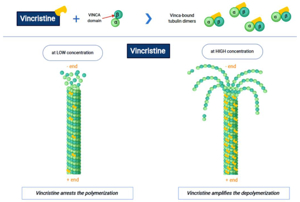 Vincristine
+
VINCA
domain
β
α
Vinca-bound
tubulin dimers
α
β
α
β
α
β
α
β
Vincristine
at LOW concentration
at HIGH concentration
- end
- end
+ end
+ end
Vincristine arrests the polymerization
Vincristine amplifies the depolymerization